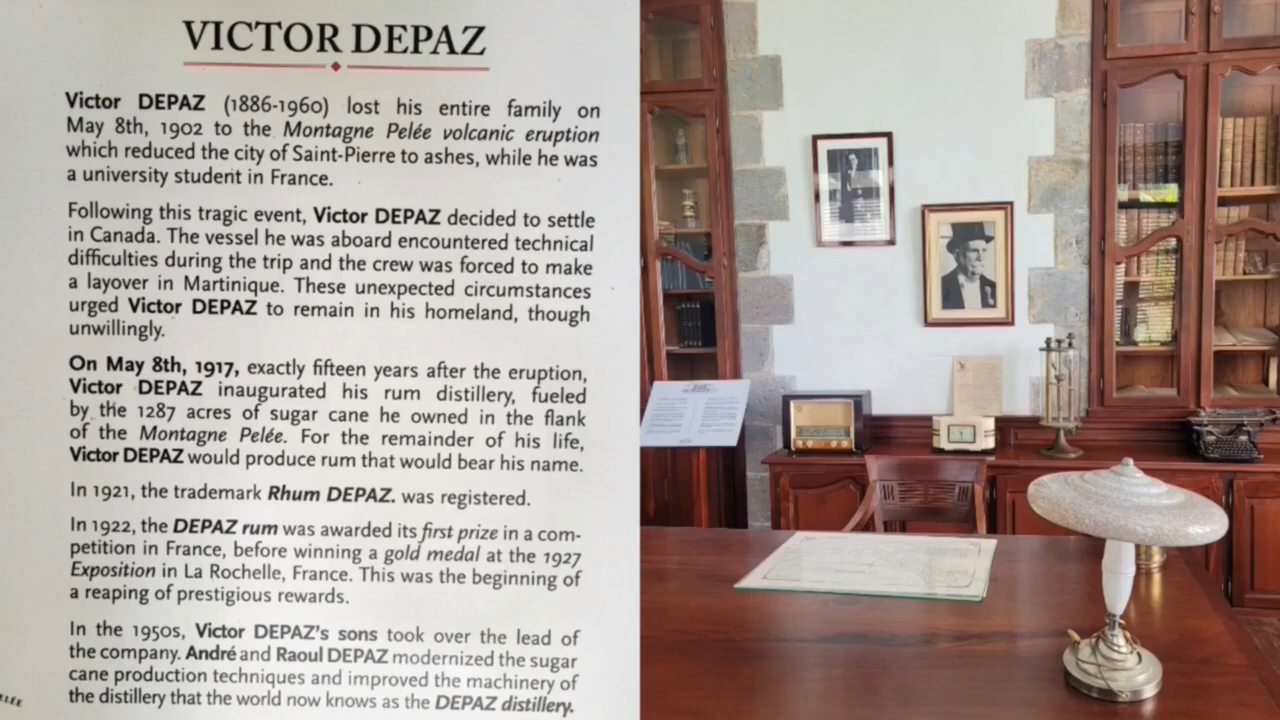 VICTOR DEPAZ
Victor DEPAZ (1886-1960) lost his entire family on
May 8th, 1902 to the Montagne Pelée volcanic eruption
which reduced the city of Saint-Pierre to ashes, while he was
a university student in France.
Following this tragic event, Victor DEPAZ decided to settle
in Canada. The vessel he was aboard encountered technical
difficulties during the trip and the crew was forced to make
a layover in Martinique. These unexpected circumstances
urged Victor DEPAZ to remain in his homeland, though
unwillingly.
On May 8th, 1917, exactly fifteen years after the eruption,
Victor DEPAZ inaugurated his rum distillery, fueled
by the 1287 acres of sugar cane he owned in the flank
of the Montagne Pelée. For the remainder of his life,
Victor DEPAZ would produce rum that would bear his name.
In 1921, the trademark Rhum DEPAZ. was registered.
In 1922, the DEPAZ rum was awarded its first prize in a com-
petition in France, before winning a gold medal at the 1927
Exposition in La Rochelle, France. This was the beginning of
a reaping of prestigious rewards.
In the 1950s, Victor DEPAZ's sons took over the lead of
the company. André and Raoul DEPAZ modernized the sugar
cane production techniques and improved the machinery of
the distillery that the world now knows as the DEPAZ distillery.